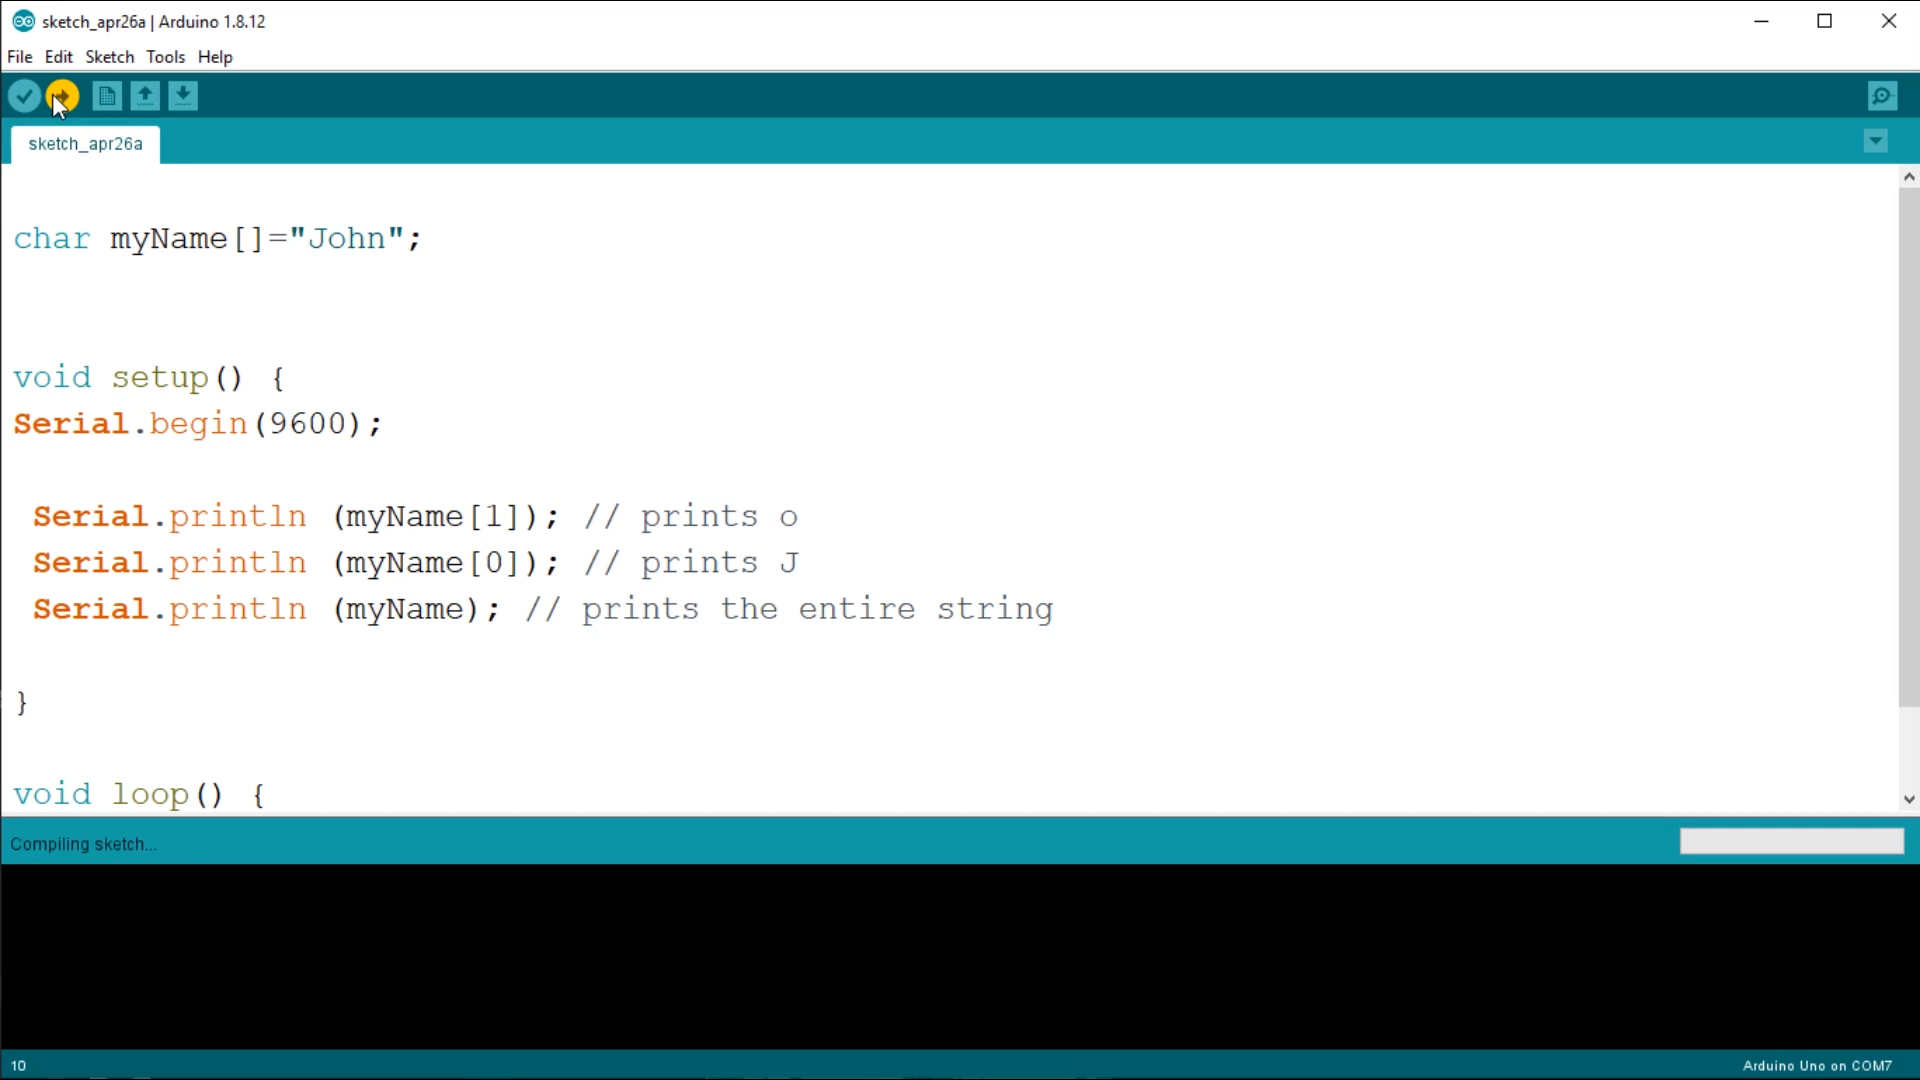 sketch_apr26a | Arduino 1.8.12
File Edit Sketch Tools Help
sketch_apr26a
char myName[]="John";
void setup() {
Serial.begin(9600);
Serial.println (myName[1]); // prints o
Serial.println (myName[0]); // prints J
Serial.println (myName); // prints the entire string
}
void loop() {
Compiling sketch...
10
Arduino Uno on COM7